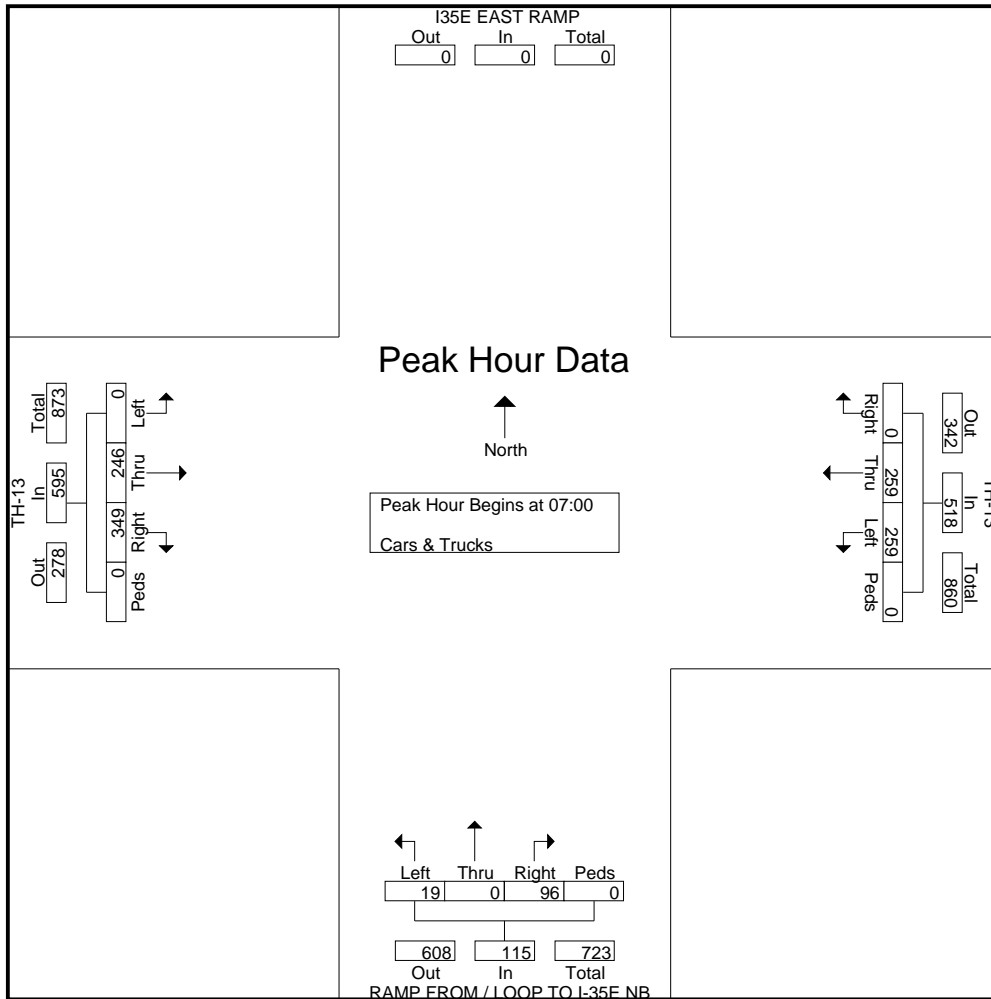 I35E EAST RAMP
Out In Total
0 0 0
Peak Hour Data
North
Peak Hour Begins at 07:00
Cars & Trucks
TH-13
Total In Out
873 595 278
0 246 349 0
Left Thru Right Peds
Right Thru Left Peds
0 259 259 0
Out In Total
342 518 860
TH-13
Left Thru Right Peds
19 0 96 0
608 115 723
Out In Total
RAMP FROM / LOOP TO I-35E NB